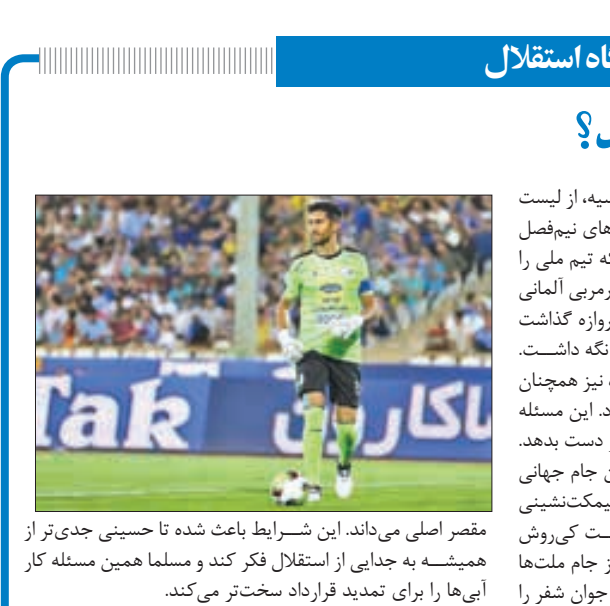 استقلال
سیه، از لیست
های نیم‌فصل
که تیم ملی را
رمربی آلمانی
روازه گذاشت
نگه داشت.
نیز همچنان
د. این مسئله
دست بدهد.
جام جهانی
یمکت‌نشینی
ت کی‌روش
از جام ملت‌ها
جوان شفر را
Tak
ماکارون
مقصر اصلی می‌داند. این شرایط باعث شده تا حسینی جدی‌تر از
همیشه به جدایی از استقلال فکر کند و مسلما همین مسئله کار
آبی‌ها را برای تمدید قرارداد سخت‌تر می‌کند.